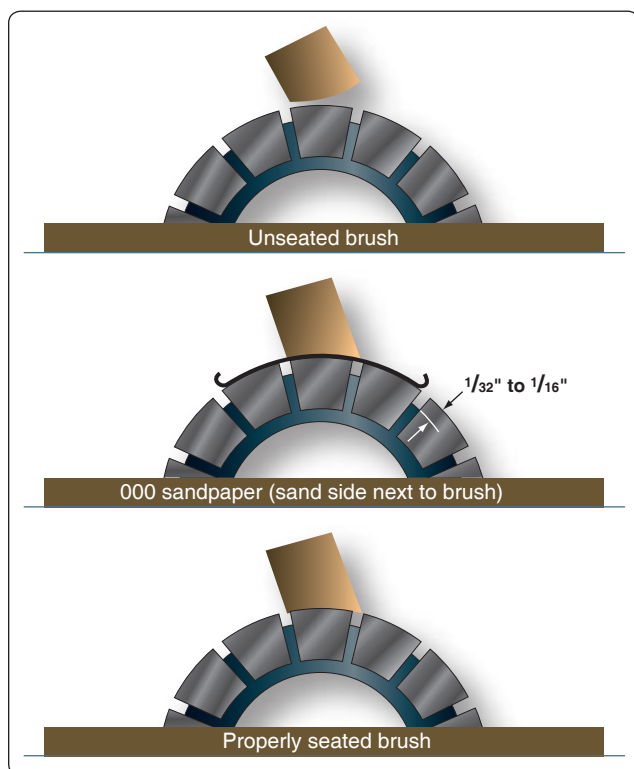 Unseated brush
1/32" to 1/16"
000 sandpaper (sand side next to brush)
Properly seated brush